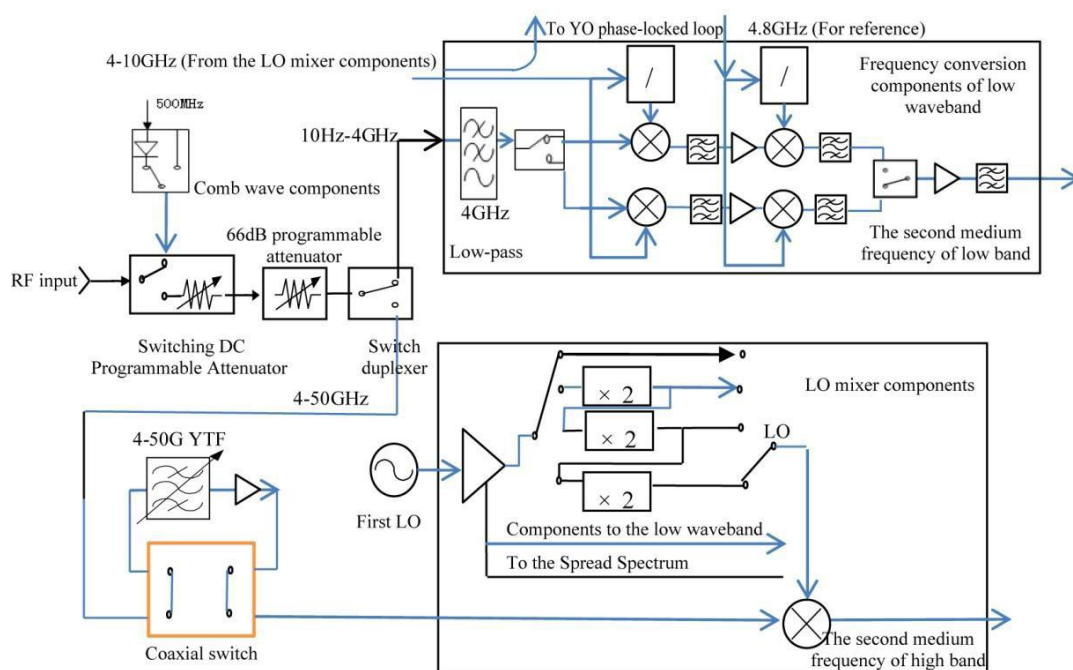 To YO phase-locked loop
4.8GHz (For reference)
4-10GHz (From the LO mixer components)
Frequency conversion
components of low
waveband
/
/
500MHz
10Hz-4GHz
Comb wave components
4GHz
Low-pass
The second medium
frequency of low band
66dB programmable
attenuator
RF input
Switching DC
Programmable Attenuator
Switch
duplexer
4-50GHz
LO mixer components
× 2
× 2
× 2
LO
4-50G YTF
First LO
Components to the low waveband
To the Spread Spectrum
Coaxial switch
The second medium
frequency of high band